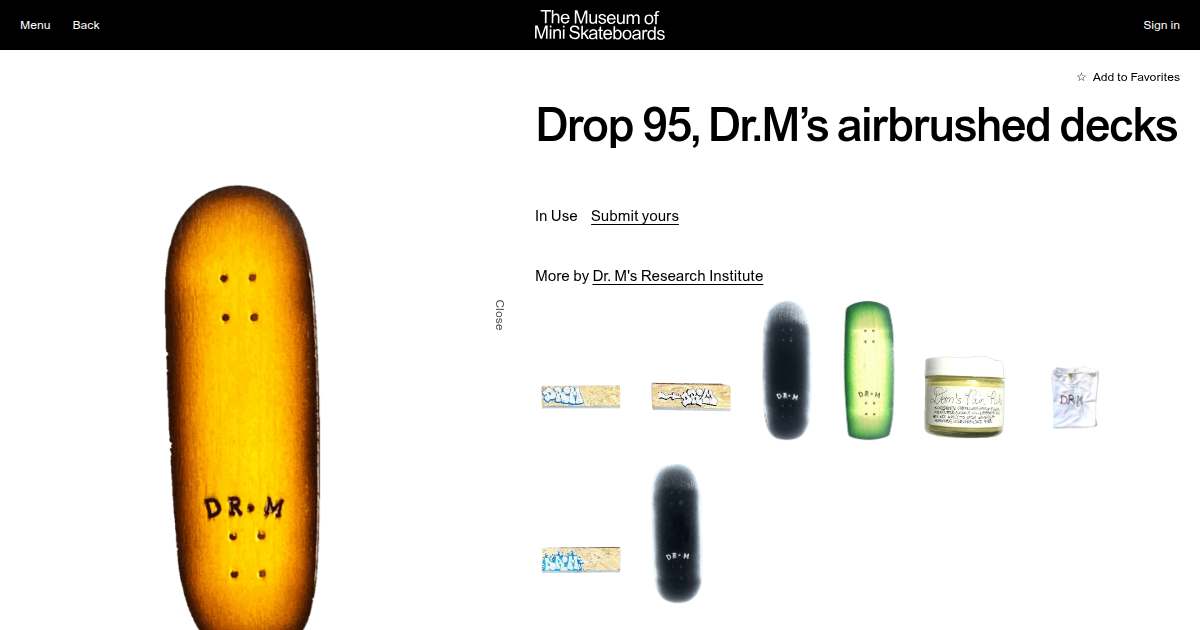 Menu
Back
The Museum of
Mini Skateboards
Sign in
☆ Add to Favorites
Drop 95, Dr.M’s airbrushed decks
In Use
Submit yours
More by Dr. M's Research Institute
Close
DR•M
DR•M
DR•M
DRM
DR•M